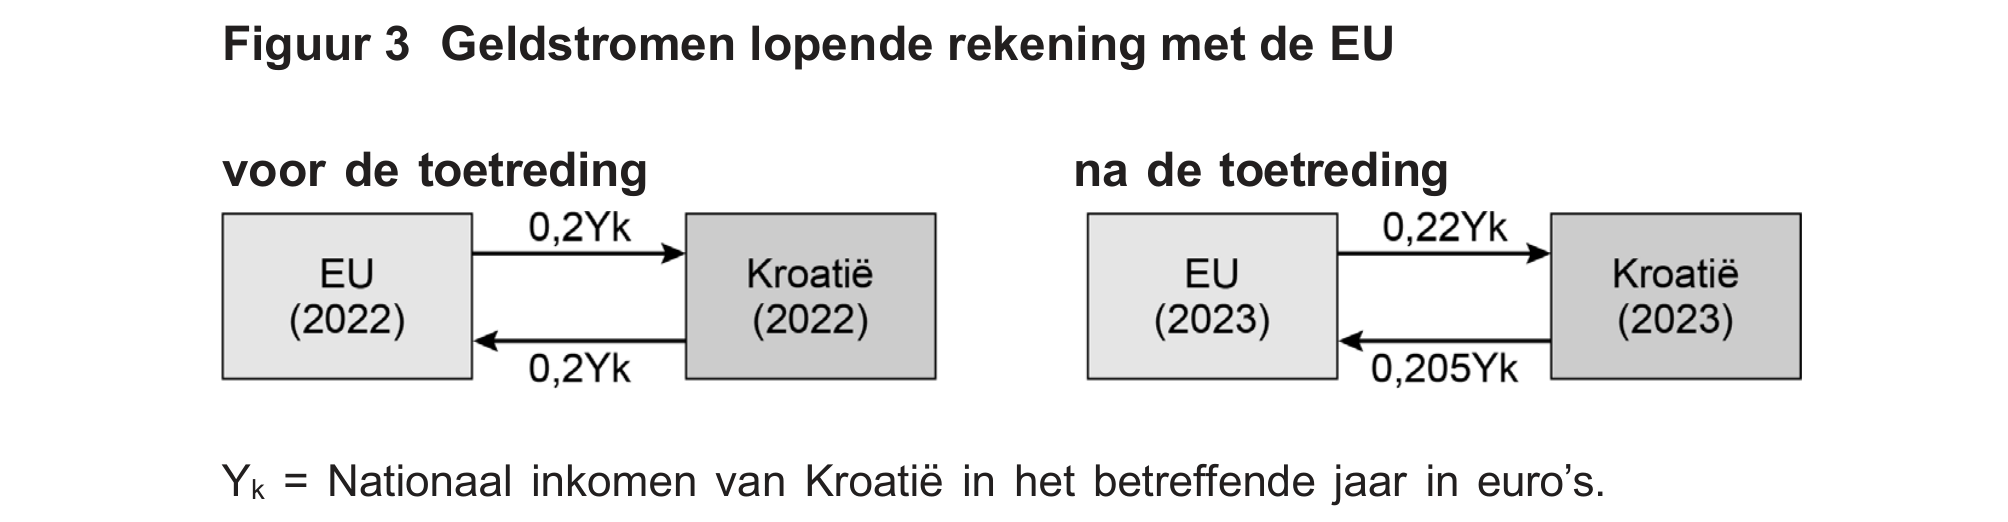 Figuur 3 Geldstromen lopende rekening met de EU
voor de toetreding
na de toetreding
EU
(2022)
0,2Yk
0,2Yk
Kroatië
(2022)
EU
(2023)
0,22Yk
0,205Yk
Kroatië
(2023)
Yk = Nationaal inkomen van Kroatië in het betreffende jaar in euro’s.